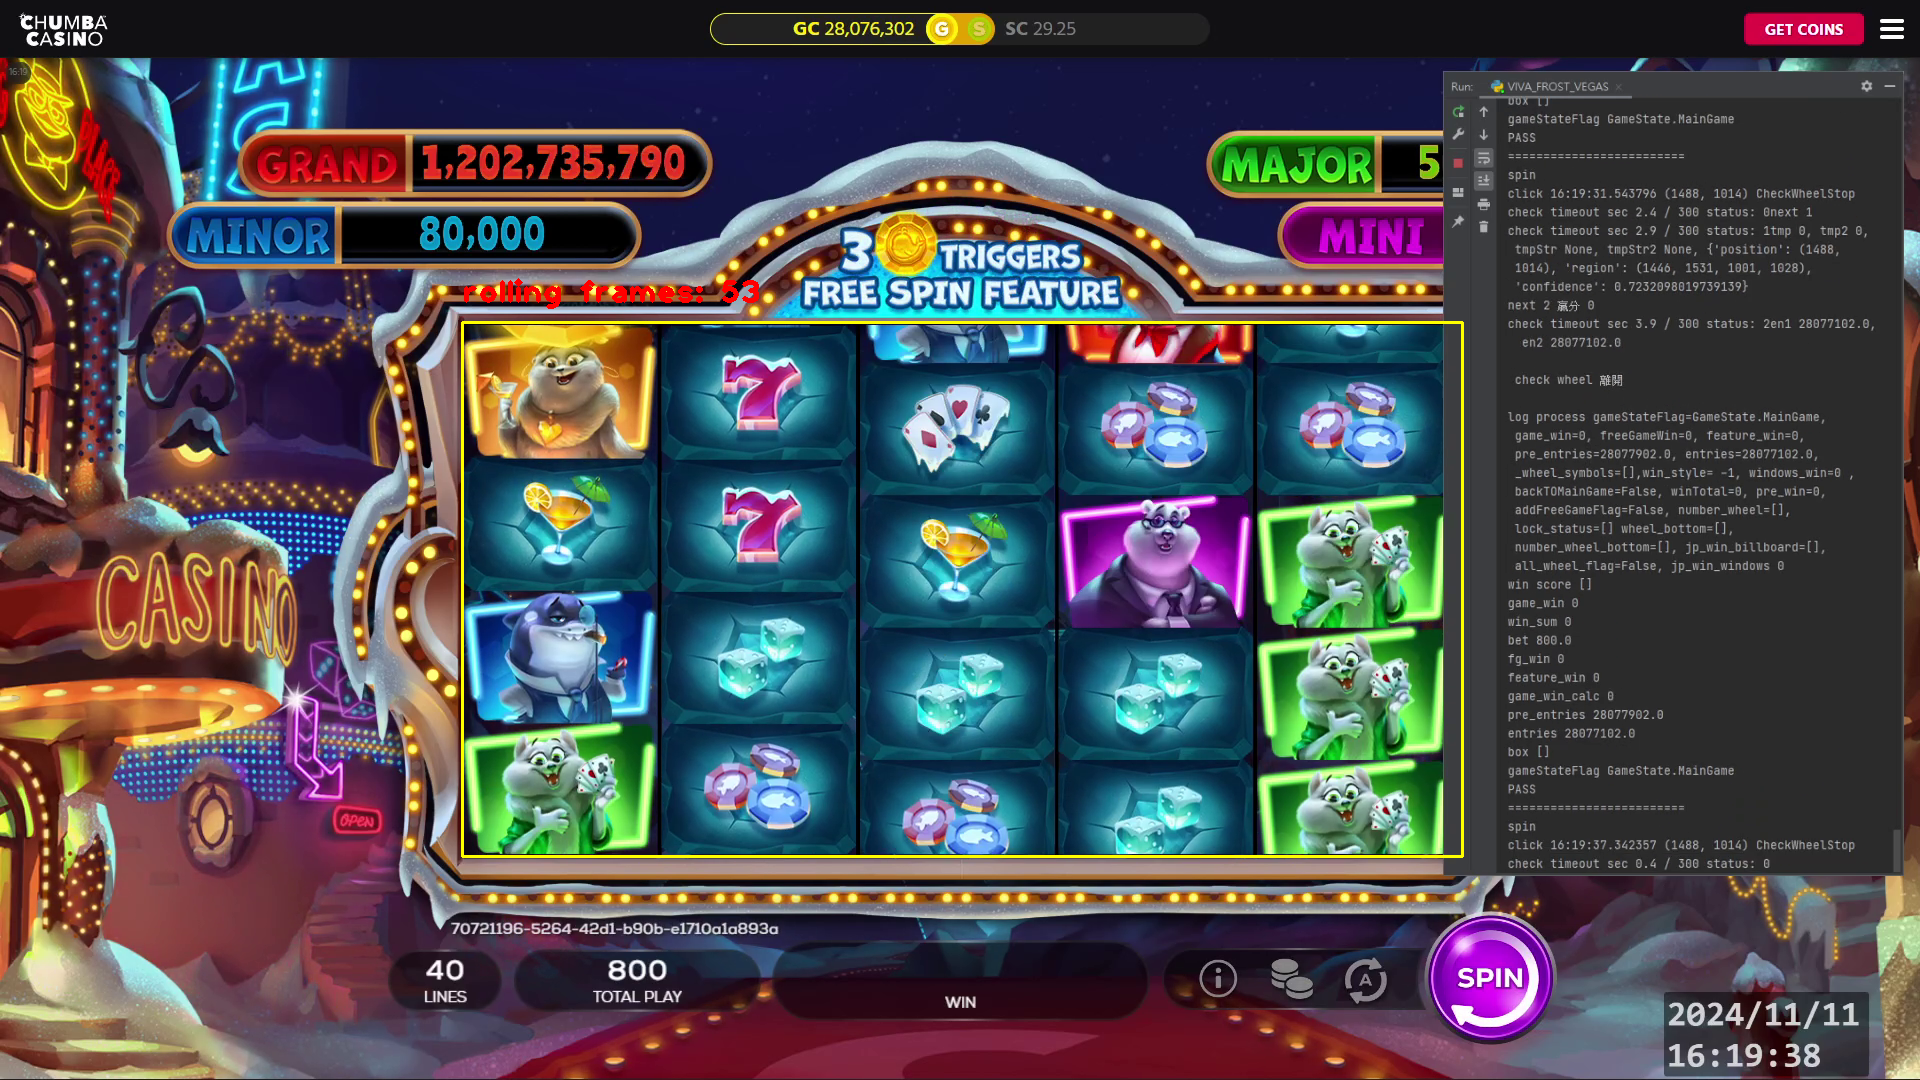 CHUMBA
CASINO
GC 28,076,302
G
S
SC 29.25
GET COINS
16:19
PLACE
GRAND 1,202,735,790
MAJOR 5
MINOR 80,000
MINI
3 TRIGGERS
FREE SPIN FEATURE
rolling frames: 53
CASINO
OPEN
Run: VIVA_FROST_VEGAS
box []
gameStateFlag GameState.MainGame
PASS
=========================
spin
click 16:19:31.543796 (1488, 1014) CheckWheelStop
check timeout sec 2.4 / 300 status: 0next 1
check timeout sec 2.9 / 300 status: 1tmp 0, tmp2 0,
tmpStr None, tmpStr2 None, {'position': (1488,
1014), 'region': (1446, 1531, 1001, 1028),
'confidence': 0.7232098019739139}
next 2 贏分 0
check timeout sec 3.9 / 300 status: 2en1 28077102.0,
en2 28077102.0
check wheel 離開
log process gameStateFlag=GameState.MainGame,
game_win=0, freeGameWin=0, feature_win=0,
pre_entries=28077902.0, entries=28077102.0,
_wheel_symbols=[],win_style= -1, windows_win=0 ,
backTOMainGame=False, winTotal=0, pre_win=0,
addFreeGameFlag=False, number_wheel=[],
lock_status=[] wheel_bottom=[],
number_wheel_bottom=[], jp_win_billboard=[],
all_wheel_flag=False, jp_win_windows 0
win score []
game_win 0
win_sum 0
bet 800.0
fg_win 0
feature_win 0
game_win_calc 0
pre_entries 28077902.0
entries 28077102.0
box []
gameStateFlag GameState.MainGame
PASS
=========================
spin
click 16:19:37.342357 (1488, 1014) CheckWheelStop
check timeout sec 0.4 / 300 status: 0
70721196-5264-42d1-b90b-e1710a1a893a
40
LINES
800
TOTAL PLAY
WIN
SPIN
2024/11/11
16:19:38